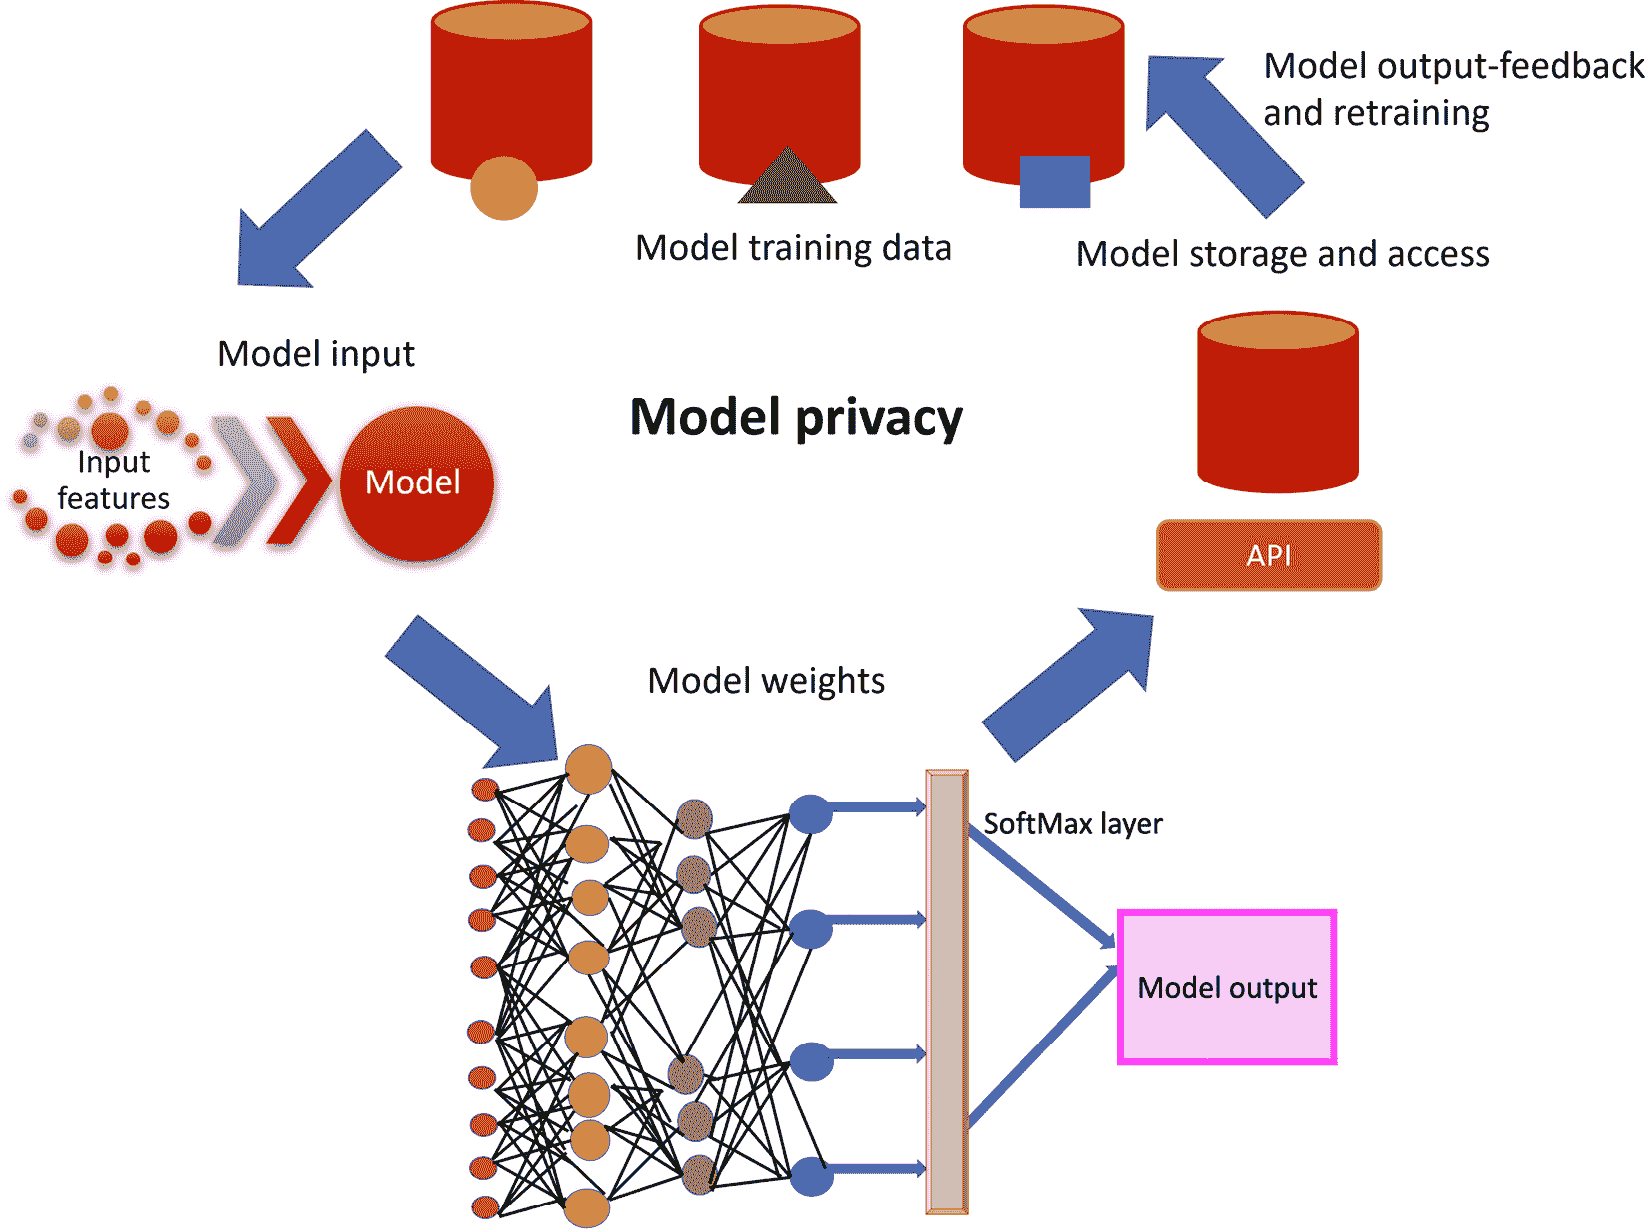 Model output-feedback
and retraining
Model training data
Model storage and access
Model input
Model privacy
Input
features
Model
API
Model weights
SoftMax layer
Model output